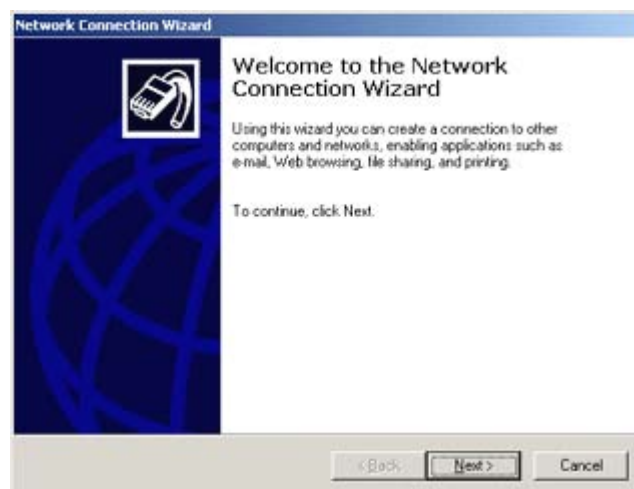 Network Connection Wizard
Welcome to the Network
Connection Wizard
Using this wizard you can create a connection to other
computers and networks, enabling applications such as
e-mail, Web browsing, file sharing, and printing.
To continue, click Next.
< Back
Next >
Cancel